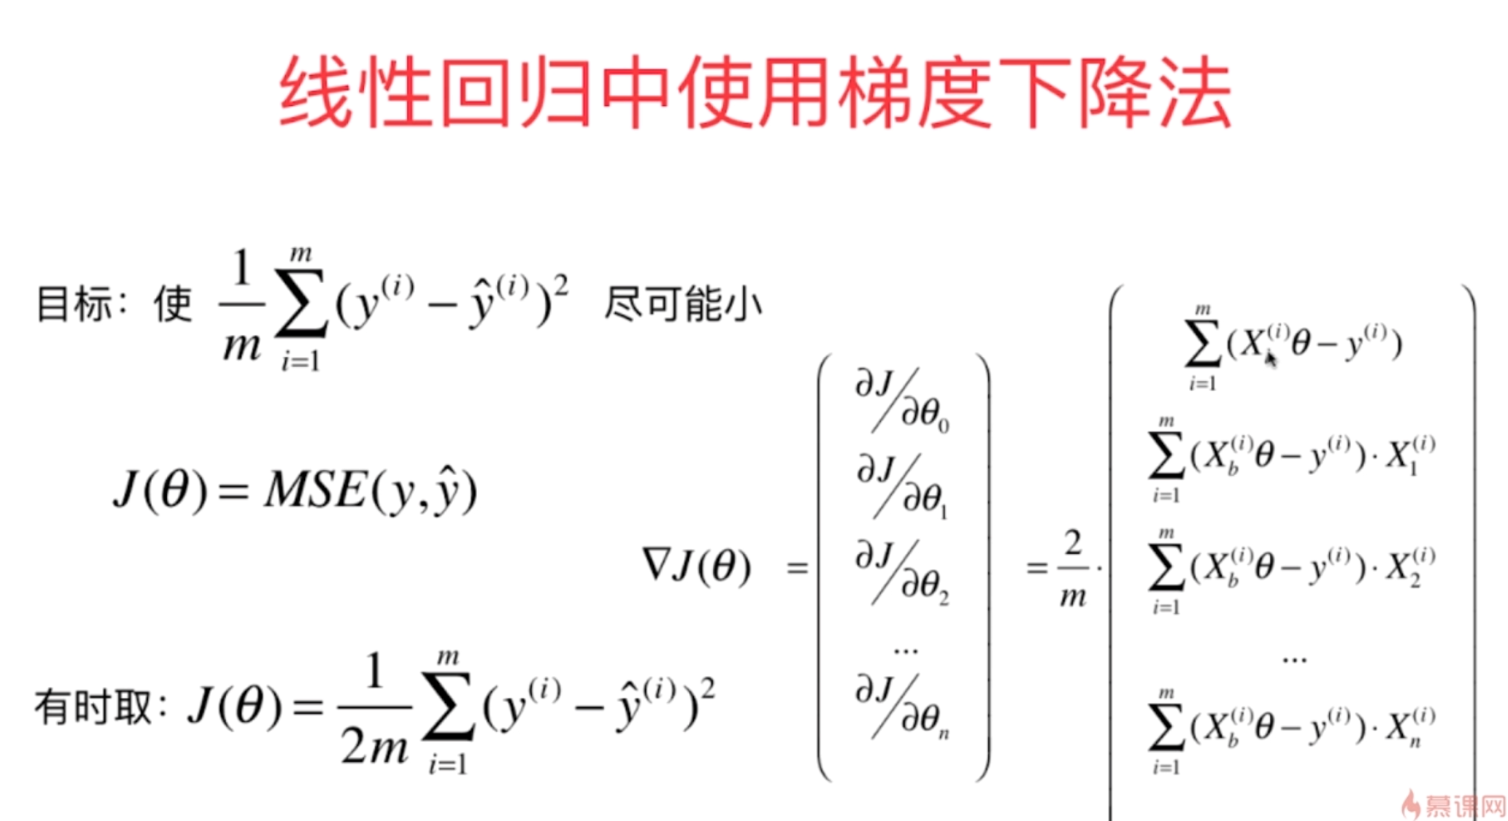 线性回归中使用梯度下降法
目标：使 $\frac{1}{m}\sum_{i=1}^{m}(y^{(i)} - \hat{y}^{(i)})^2$ 尽可能小
$J(\theta) = MSE(y,\hat{y})$
$\nabla J(\theta) = \begin{pmatrix} \partial J/\partial\theta_0 \\ \partial J/\partial\theta_1 \\ \partial J/\partial\theta_2 \\ \cdots \\ \partial J/\partial\theta_n \end{pmatrix} = \frac{2}{m} \cdot \begin{pmatrix} \sum_{i=1}^{m}(X_b^{(i)}\theta - y^{(i)}) \\ \sum_{i=1}^{m}(X_b^{(i)}\theta - y^{(i)}) \cdot X_1^{(i)} \\ \sum_{i=1}^{m}(X_b^{(i)}\theta - y^{(i)}) \cdot X_2^{(i)} \\ \cdots \\ \sum_{i=1}^{m}(X_b^{(i)}\theta - y^{(i)}) \cdot X_n^{(i)} \end{pmatrix}$
有时取：$J(\theta) = \frac{1}{2m}\sum_{i=1}^{m}(y^{(i)} - \hat{y}^{(i)})^2$
慕课网